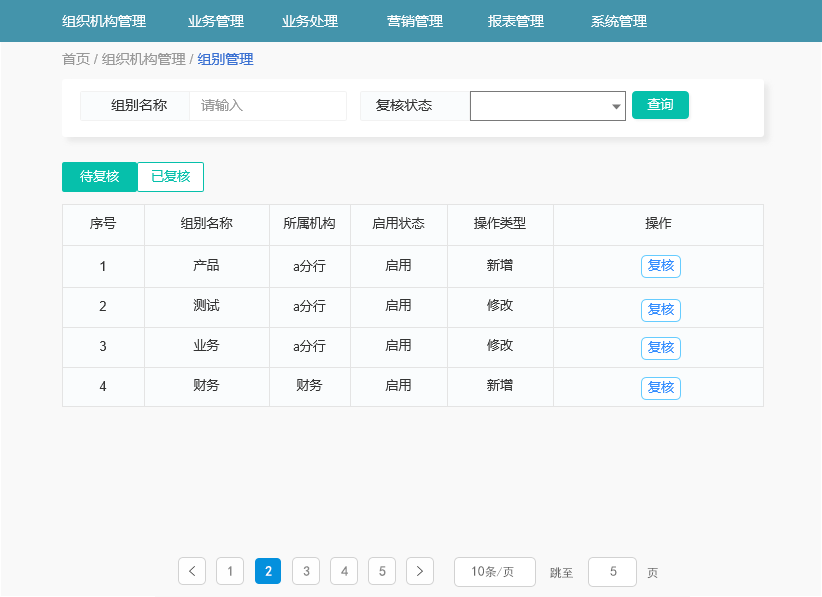 组织机构管理 业务管理 业务处理 营销管理 报表管理 系统管理
首页 / 组织机构管理 / 组别管理
组别名称 请输入 复核状态 查询
待复核 已复核
序号 组别名称 所属机构 启用状态 操作类型 操作
1 产品 a分行 启用 新增 复核
2 测试 a分行 启用 修改 复核
3 业务 a分行 启用 修改 复核
4 财务 财务 启用 新增 复核
< 1 2 3 4 5 > 10条/页 跳至 5 页